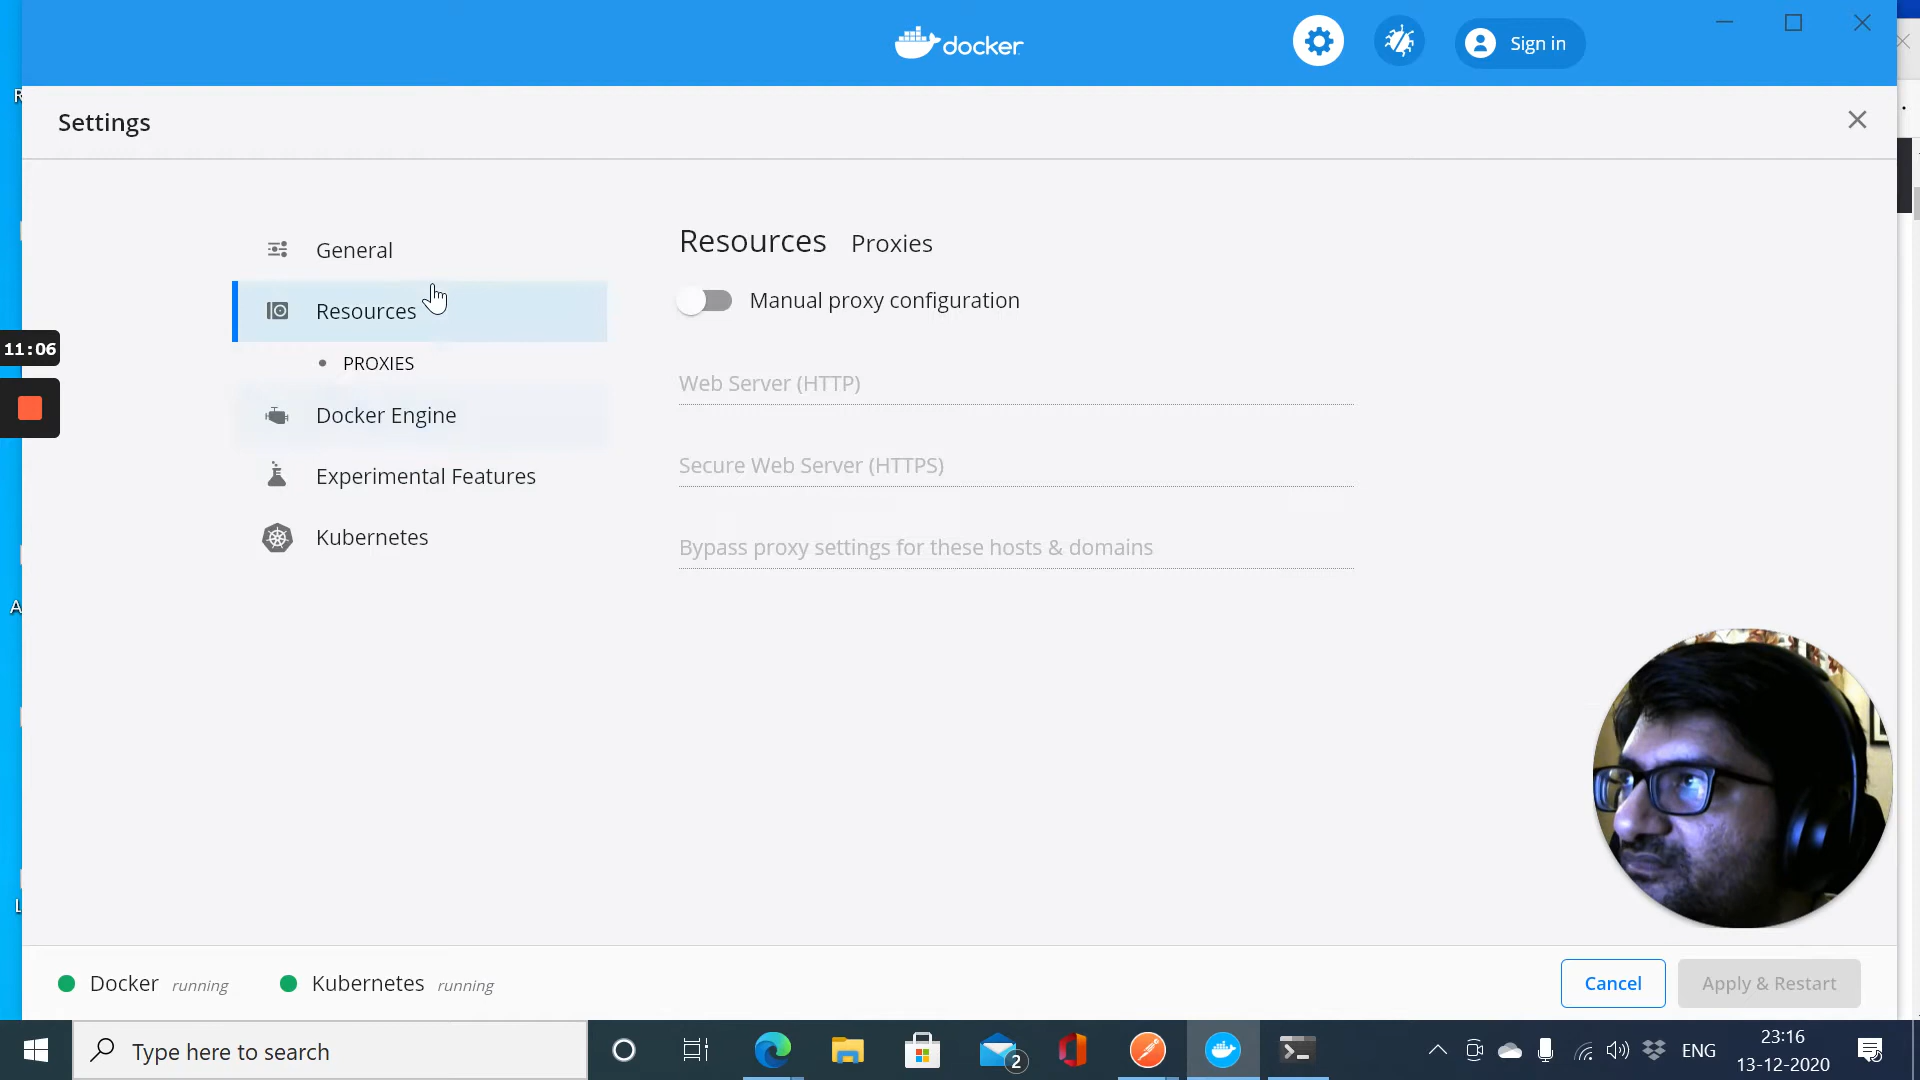 docker
Sign in
Settings
R
General
Resources
PROXIES
Docker Engine
Experimental Features
Kubernetes
Resources Proxies
Manual proxy configuration
Web Server (HTTP)
Secure Web Server (HTTPS)
Bypass proxy settings for these hosts & domains
11:06
A
L
Docker running
Kubernetes running
Cancel
Apply & Restart
Type here to search
2
ENG
23:16
13-12-2020